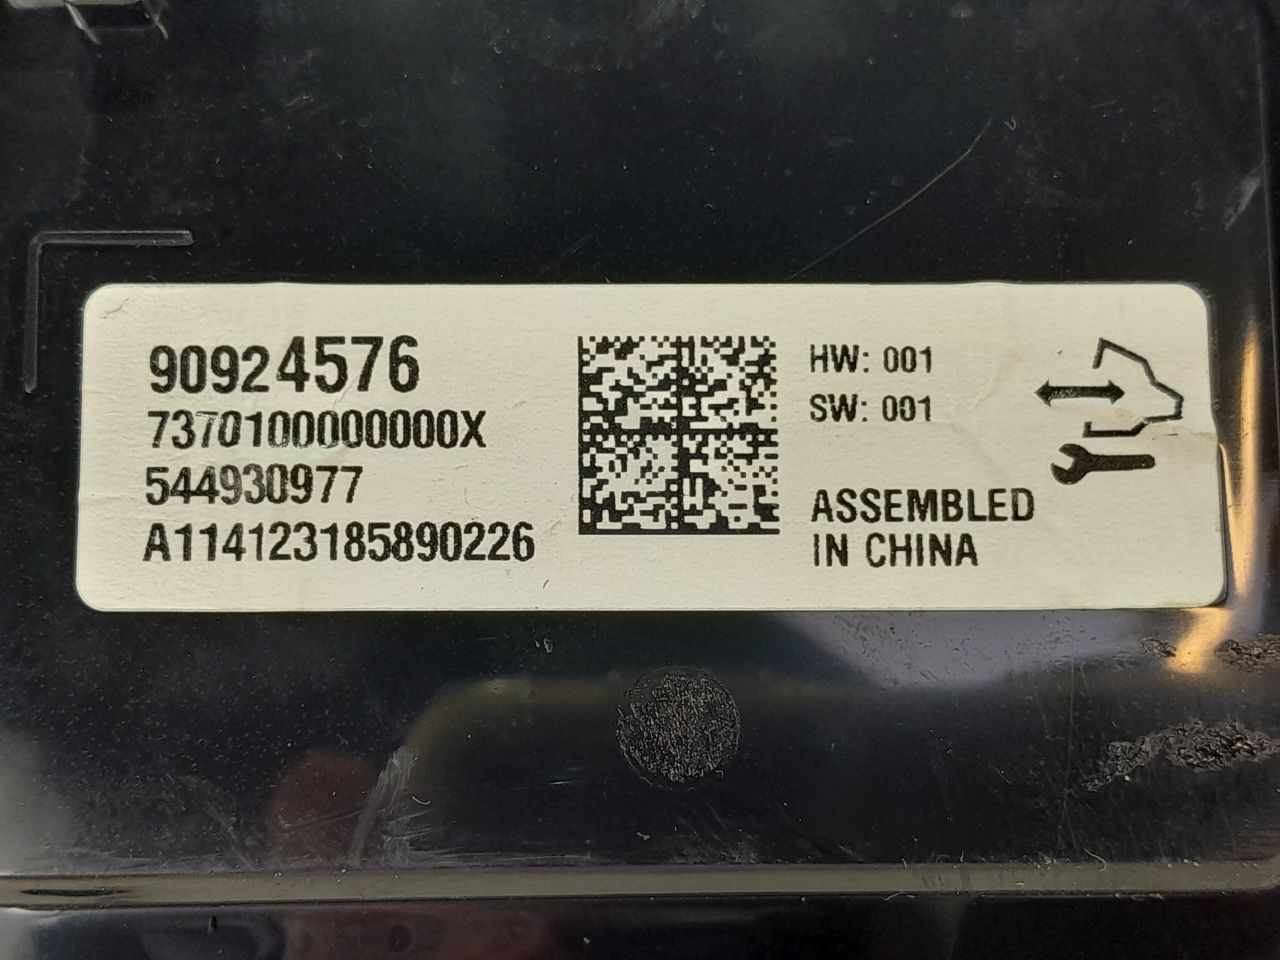 90924576
7370100000000X
544930977
A114123185890226
HW: 001
SW: 001
ASSEMBLED
IN CHINA